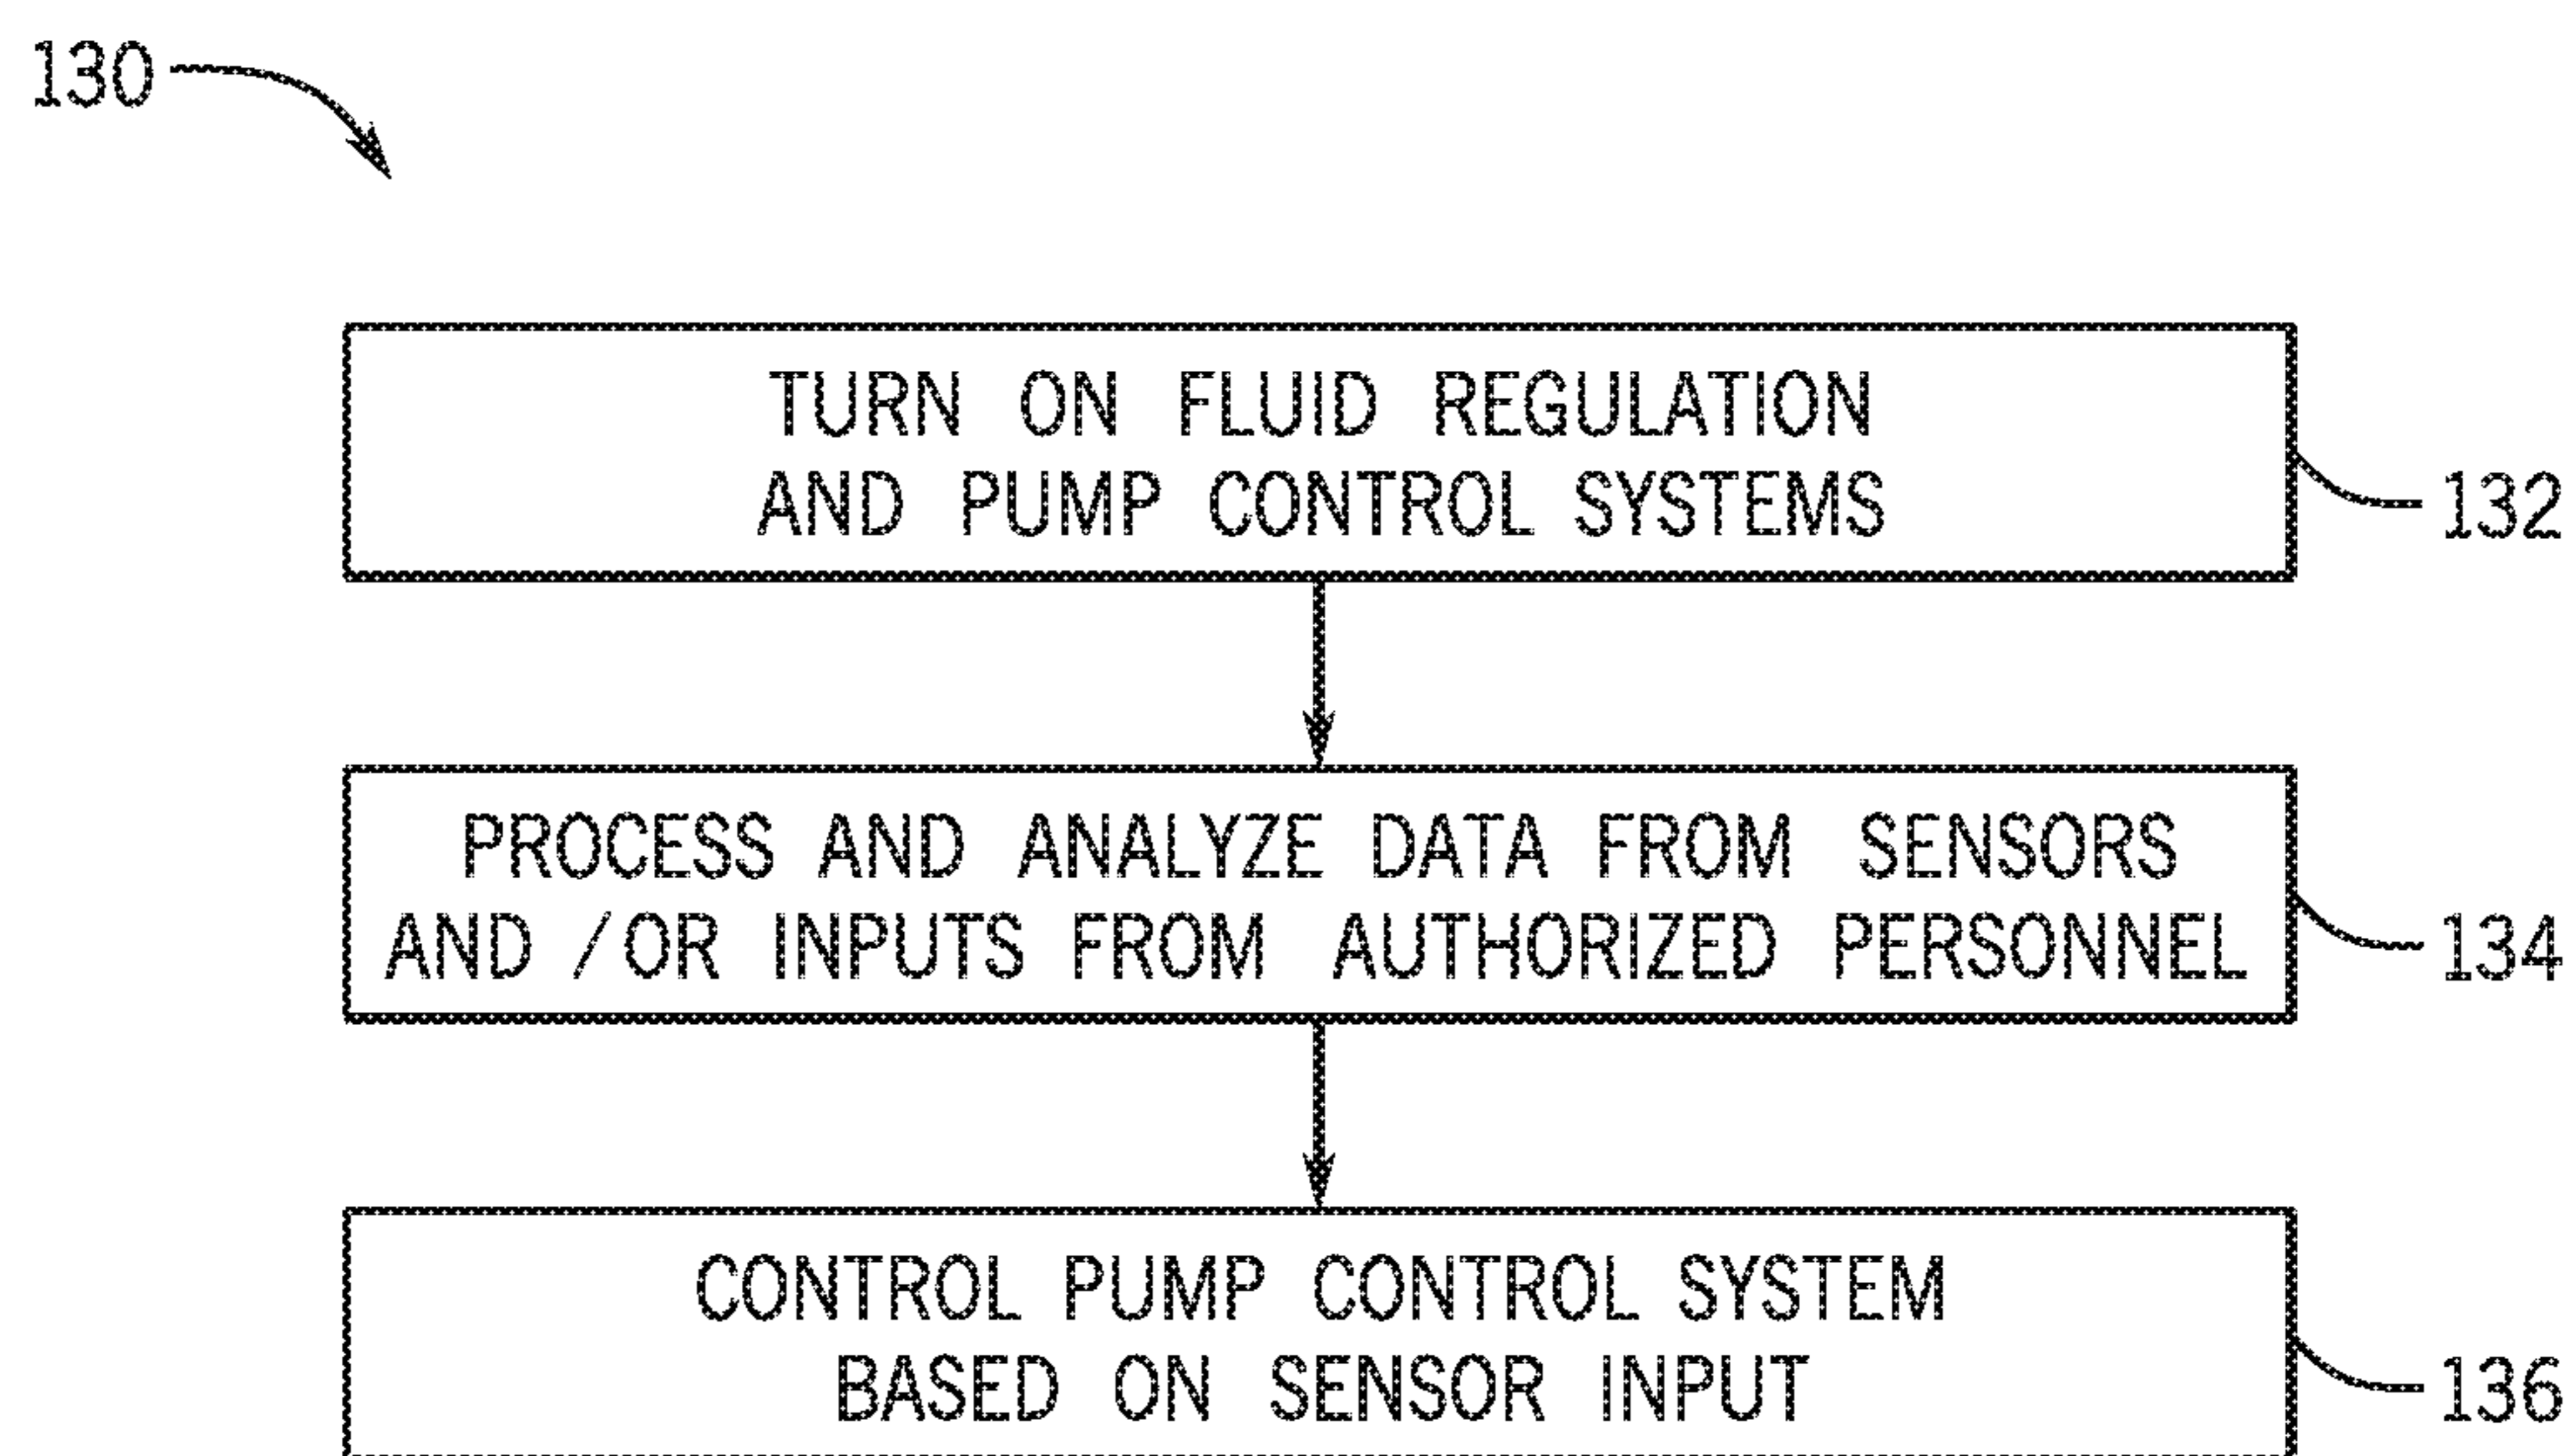 130
TURN ON FLUID REGULATION
AND PUMP CONTROL SYSTEMS
132
PROCESS AND ANALYZE DATA FROM SENSORS
AND /OR INPUTS FROM AUTHORIZED PERSONNEL
134
CONTROL PUMP CONTROL SYSTEM
BASED ON SENSOR INPUT
136